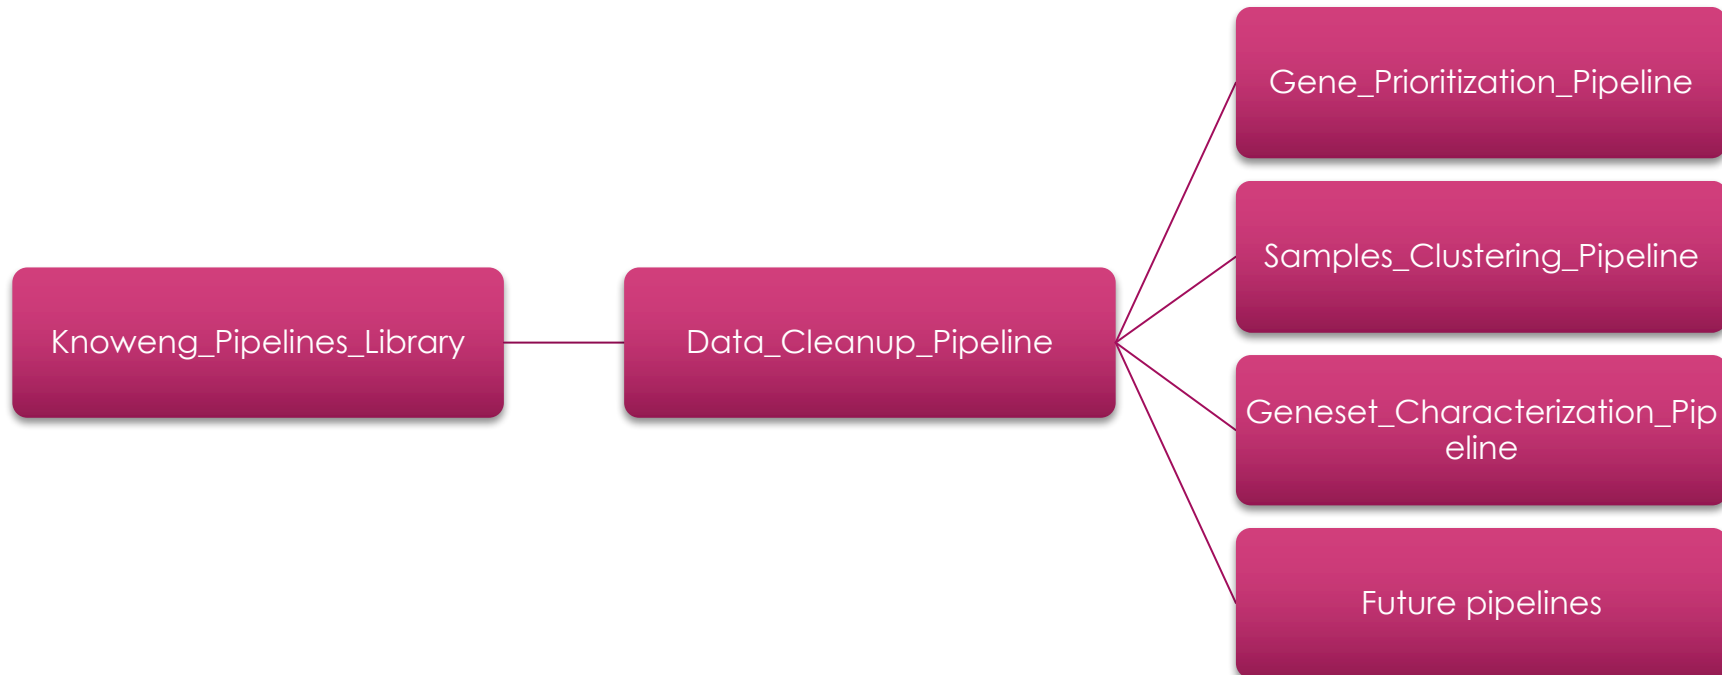 Knoweng_Pipelines_Library
Data_Cleanup_Pipeline
Gene_Prioritization_Pipeline
Samples_Clustering_Pipeline
Geneset_Characterization_Pip
eline
Future pipelines